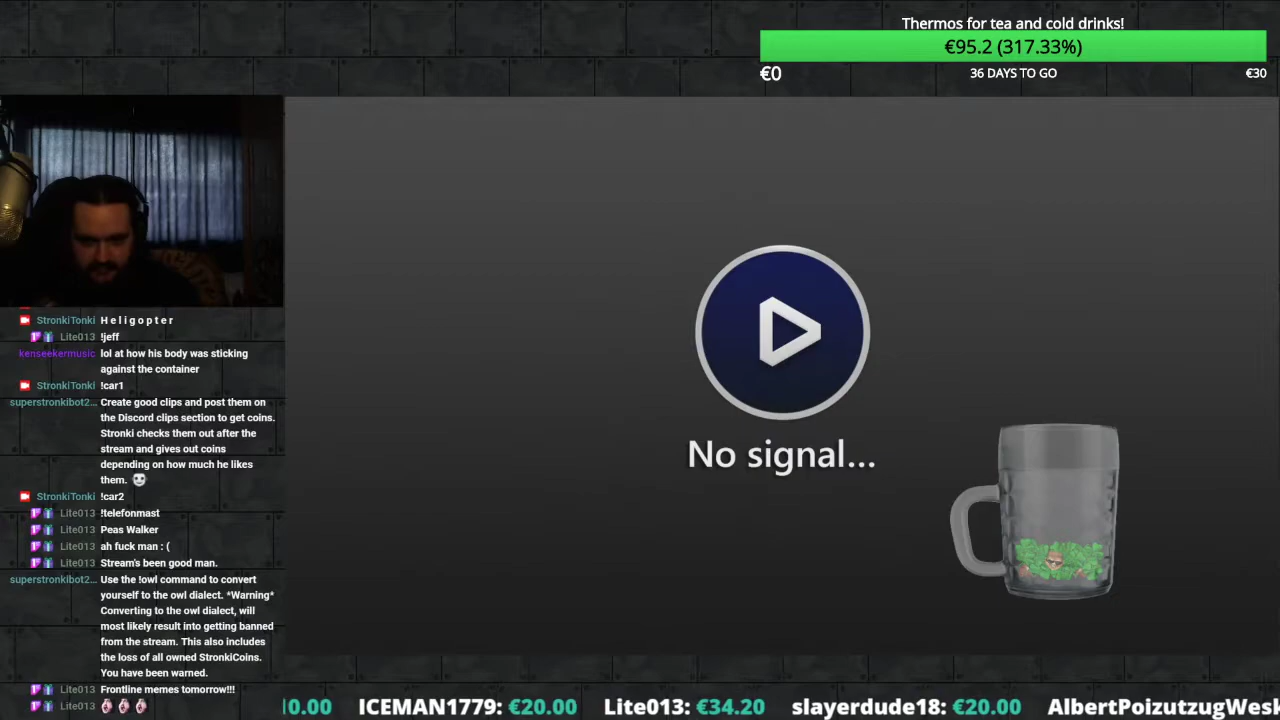 Thermos for tea and cold drinks!
€95.2 (317.33%)
€0
36 DAYS TO GO
€30
StronkiTonki H e l i g o p t e r
Lite013 !jeff
kenseekermusic lol at how his body was sticking
against the container
StronkiTonki !car1
superstronkibot2... Create good clips and post them on
the Discord clips section to get coins.
Stronki checks them out after the
stream and gives out coins
depending on how much he likes
them.
StronkiTonki !car2
Lite013 !telefonmast
Lite013 Peas Walker
Lite013 ah fuck man : (
Lite013 Stream's been good man.
superstronkibot2... Use the !owl command to convert
yourself to the owl dialect. *Warning*
Converting to the owl dialect, will
most likely result into getting banned
from the stream. This also includes
the loss of all owned StronkiCoins.
You have been warned.
Lite013 Frontline memes tomorrow!!!
Lite013
No signal...
0.00 ICEMAN1779: €20.00 Lite013: €34.20 slayerdude18: €20.00 AlbertPoizutzugWesk